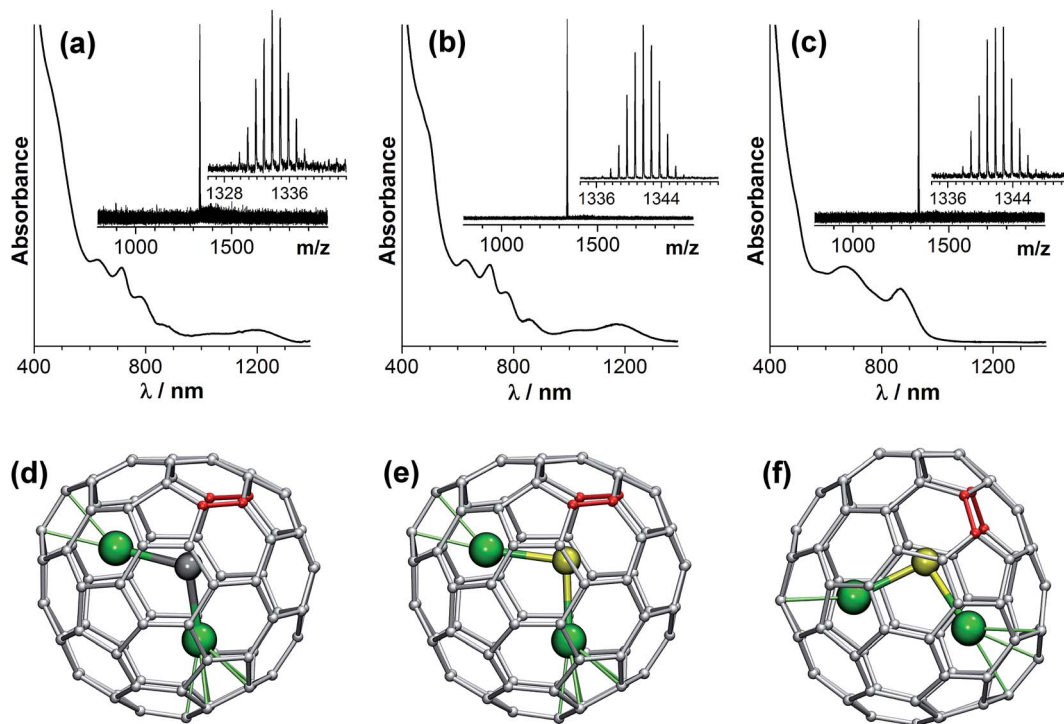 (a)
Absorbance
1328 1336
1000 1500 m/z
400 800 1200
λ / nm
(b)
Absorbance
1336 1344
1000 1500 m/z
400 800 1200
λ / nm
(c)
Absorbance
1336 1344
1000 1500 m/z
400 800 1200
λ / nm
(d)
(e)
(f)